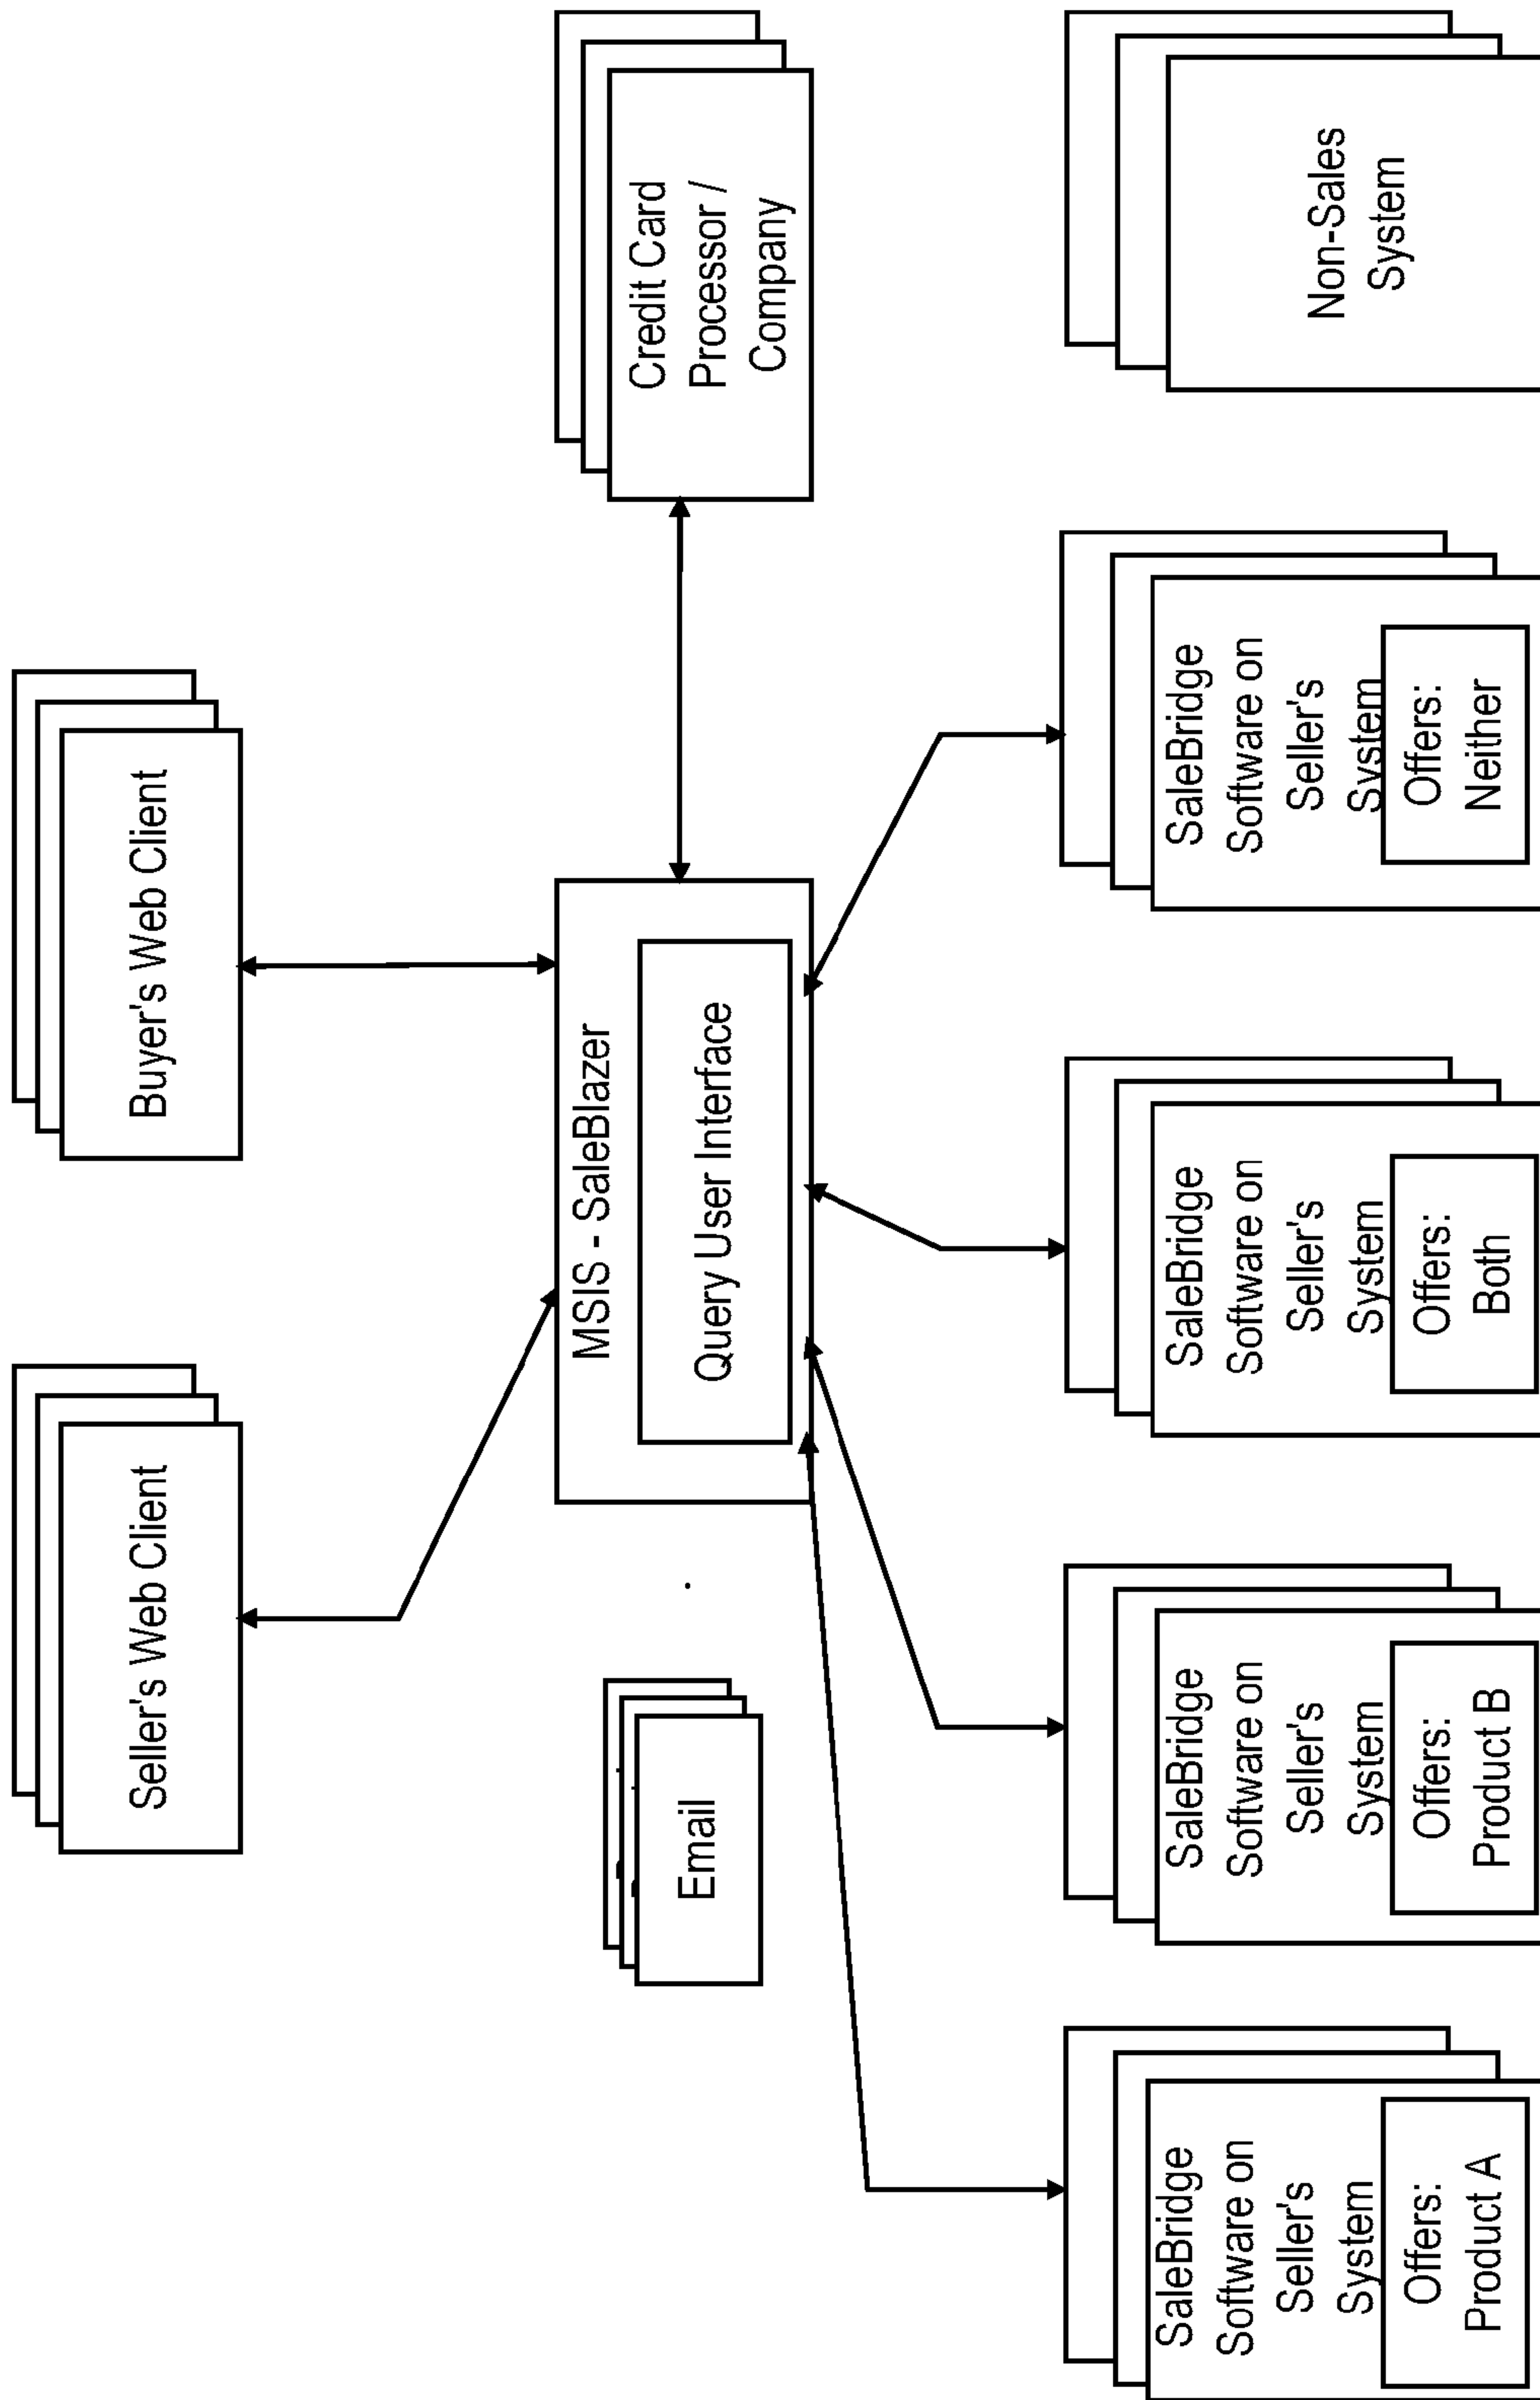 Seller's Web Client
Buyer's Web Client
Email
MSIS - SaleBlazer
Query User Interface
Credit Card
Processor /
Company
SaleBridge
Software on
Seller's
System
Offers:
Product A
SaleBridge
Software on
Seller's
System
Offers:
Product B
SaleBridge
Software on
Seller's
System
Offers:
Both
SaleBridge
Software on
Seller's
System
Offers:
Neither
Non-Sales
System